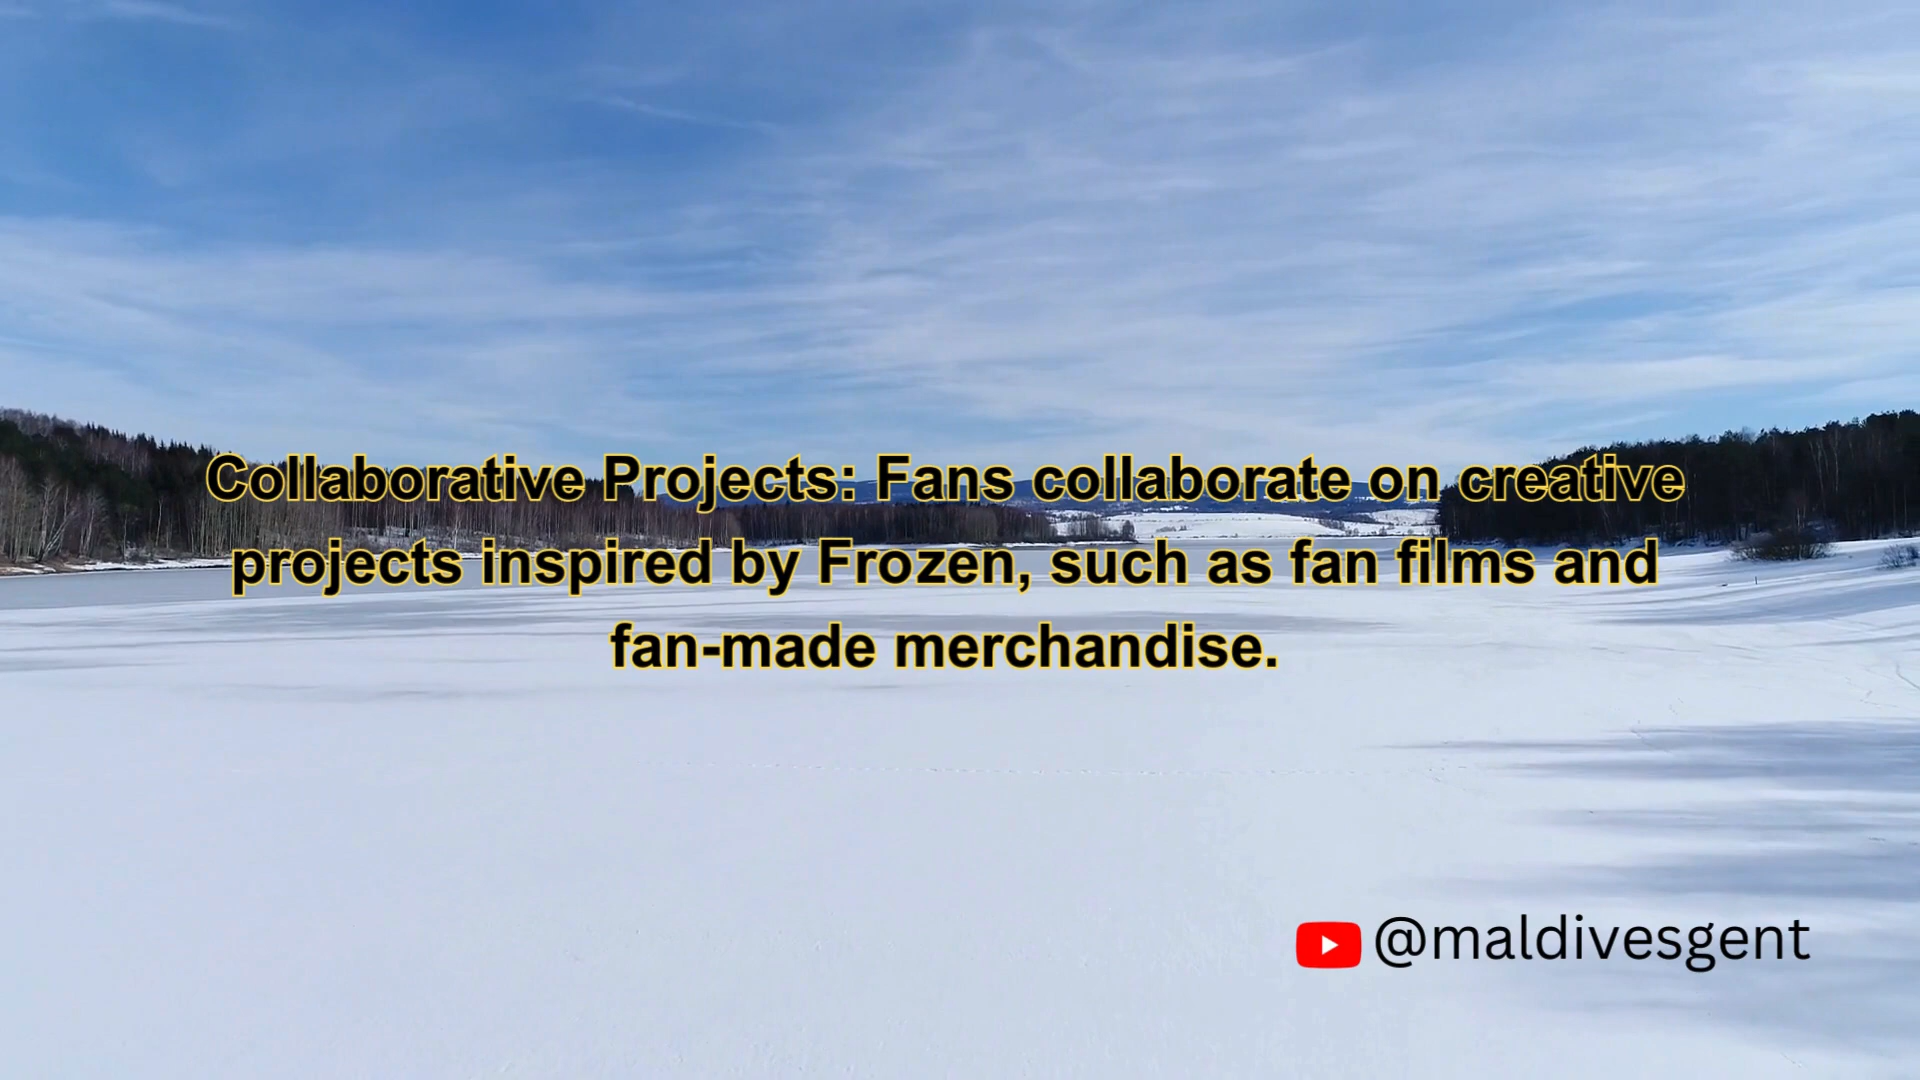 Collaborative Projects: Fans collaborate on creative
projects inspired by Frozen, such as fan films and
fan-made merchandise.
@maldivesgent